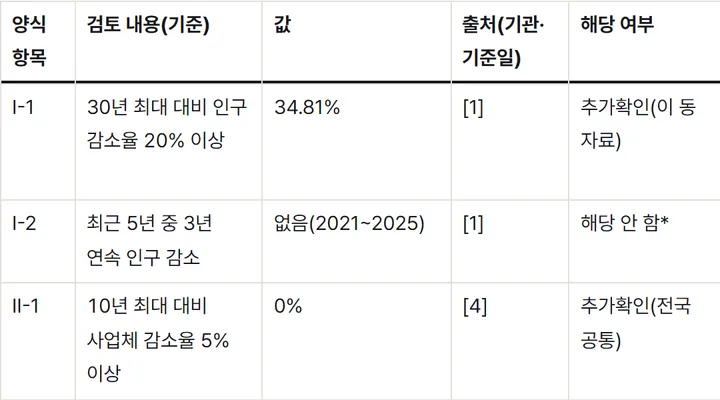 양식 항목 | 검토 내용(기준) | 값 | 출처(기관·기준일) | 해당 여부
I-1 | 30년 최대 대비 인구 감소율 20% 이상 | 34.81% | [1] | 추가확인(이 동 자료)
I-2 | 최근 5년 중 3년 연속 인구 감소 | 없음(2021~2025) | [1] | 해당 안 함*
II-1 | 10년 최대 대비 사업체 감소율 5% 이상 | 0% | [4] | 추가확인(전국 공통)